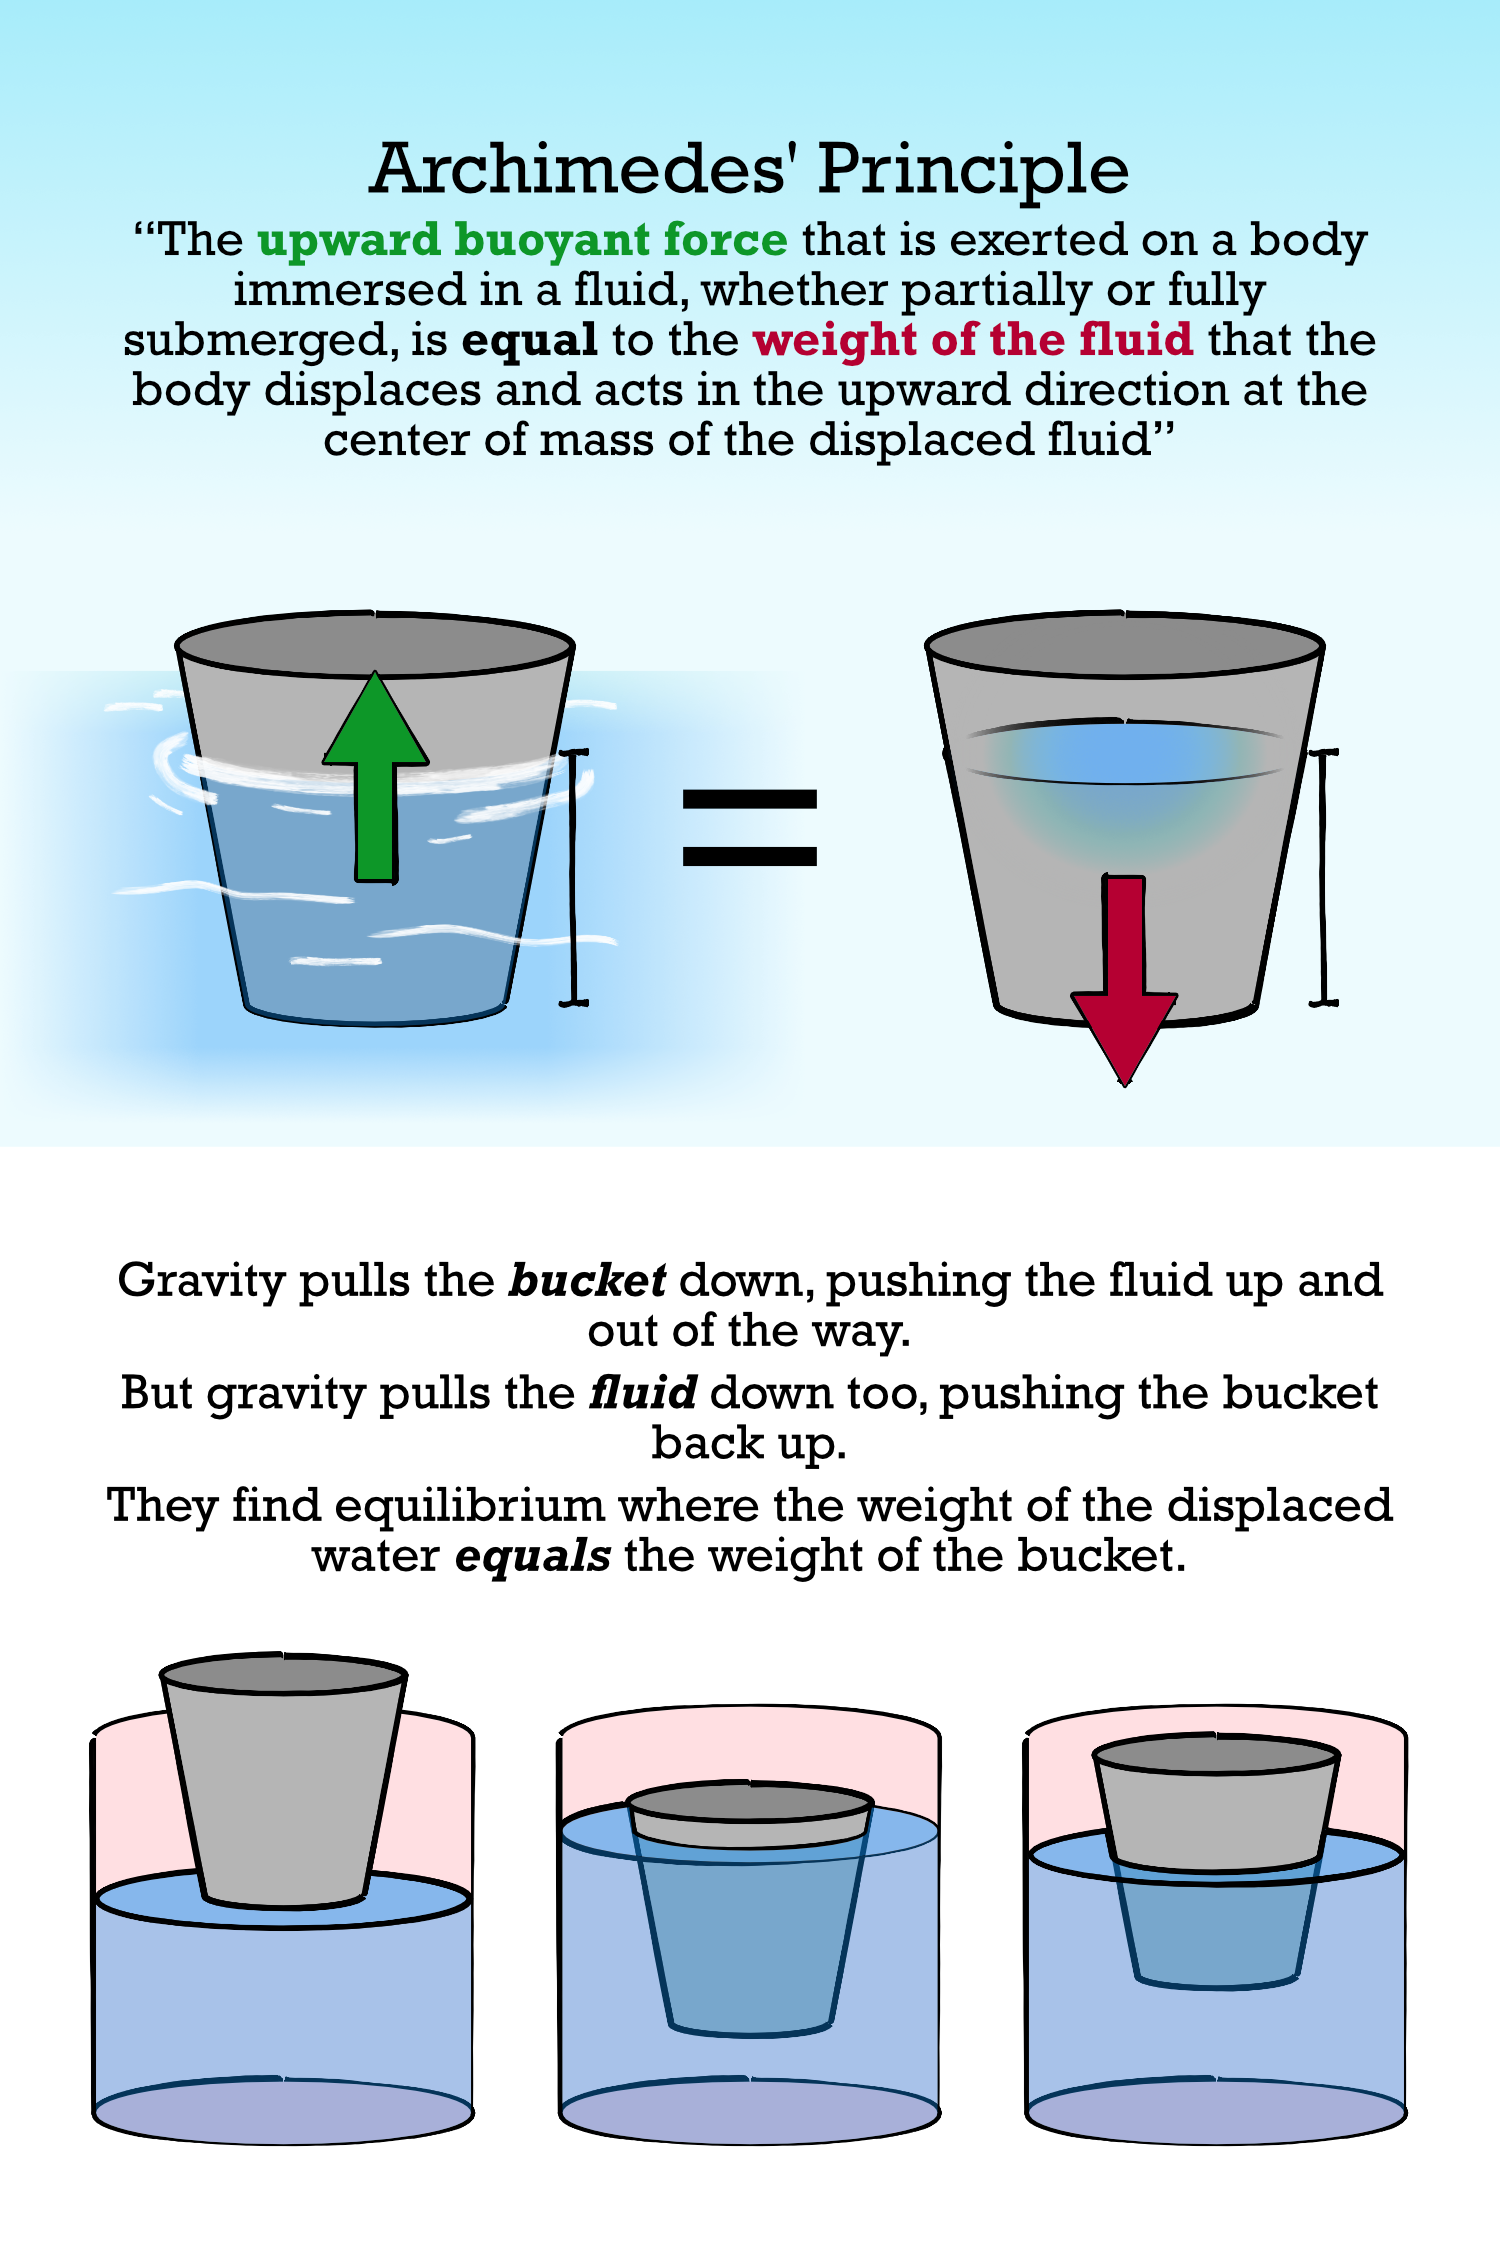 Archimedes' Principle
“The upward buoyant force that is exerted on a body
immersed in a fluid, whether partially or fully
submerged, is equal to the weight of the fluid that the
body displaces and acts in the upward direction at the
center of mass of the displaced fluid”
Gravity pulls the bucket down, pushing the fluid up and
out of the way.
But gravity pulls the fluid down too, pushing the bucket
back up.
They find equilibrium where the weight of the displaced
water equals the weight of the bucket.